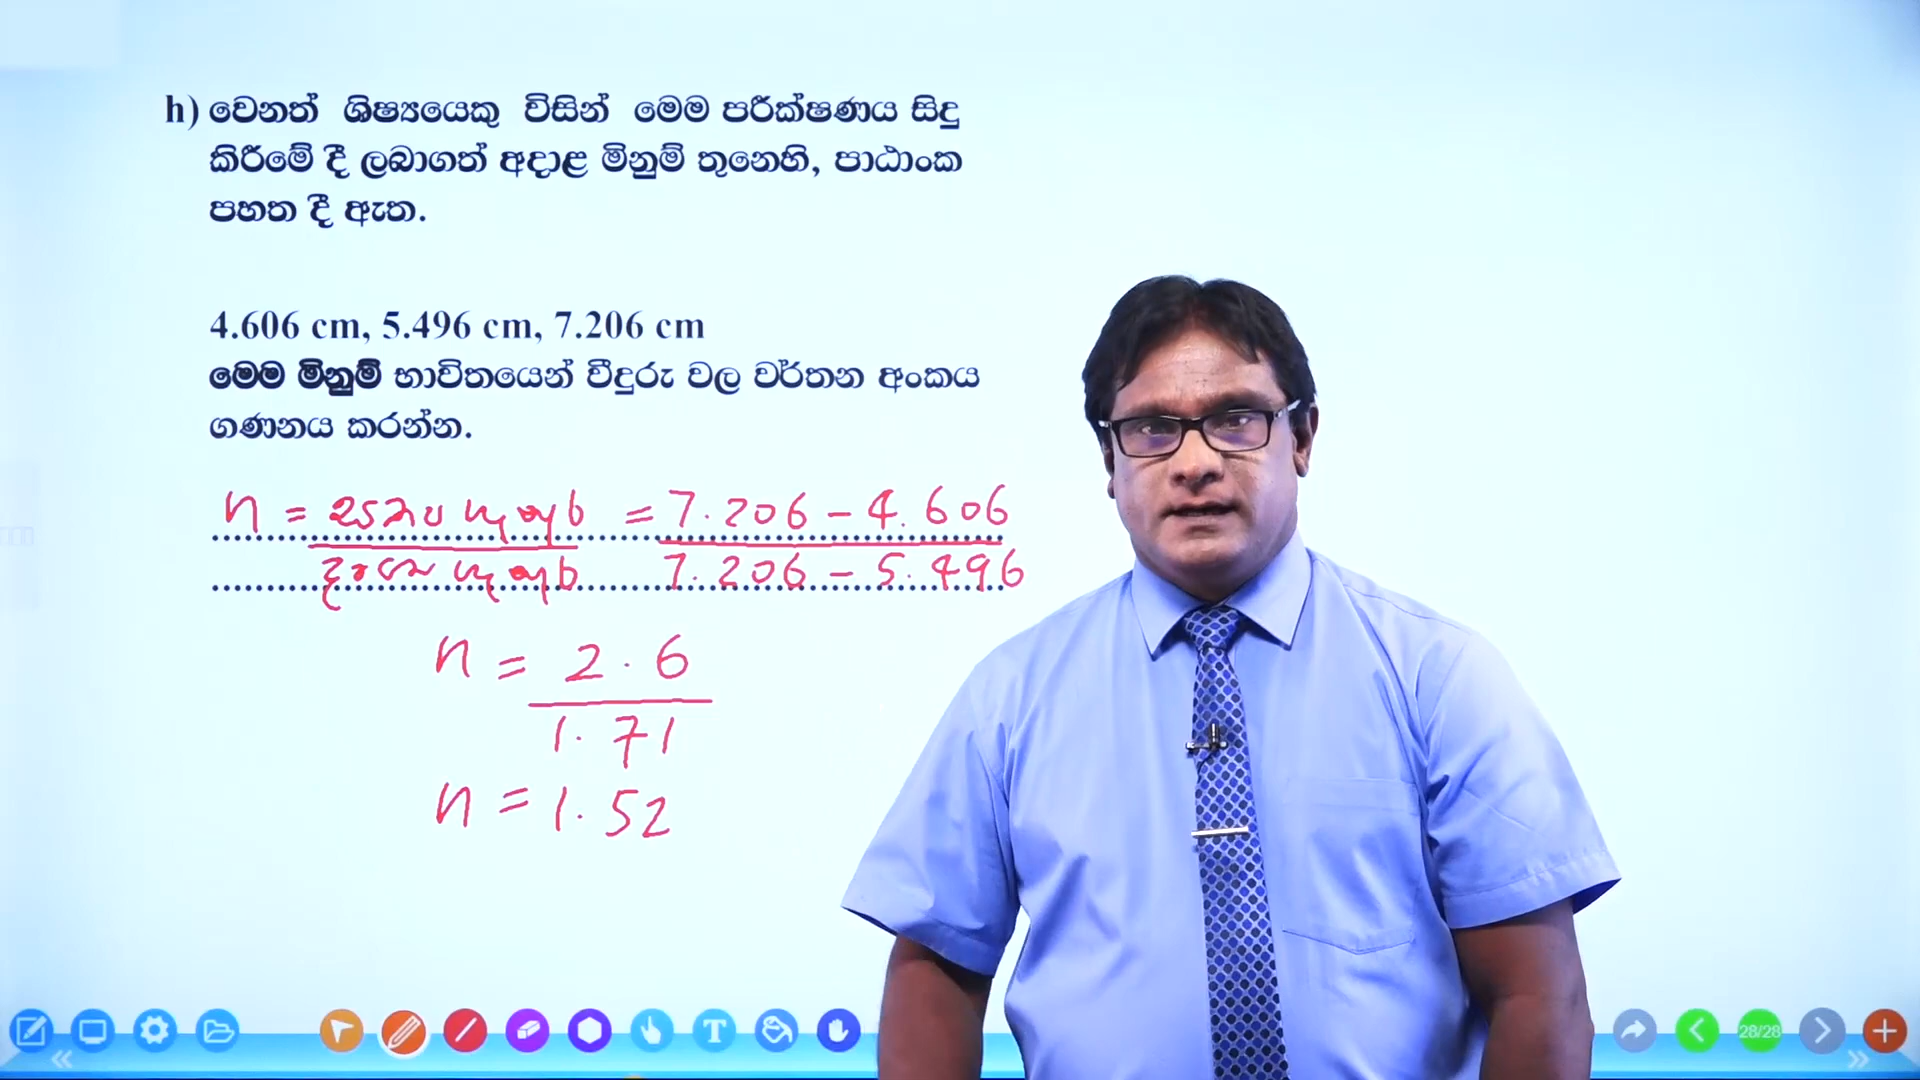 h) වෙනත් ශිෂ්‍යයෙකු විසින් මෙම පරීක්ෂණය සිදු
කිරීමේ දී ලබාගත් අදාළ මිනුම් තුනෙහි, පාඨාංක
පහත දී ඇත.
4.606 cm, 5.496 cm, 7.206 cm
මෙම මිනුම් භාවිතයෙන් වීදුරු වල වර්තන අංකය
ගණනය කරන්න.
n = සත්‍ය ගැඹුර = 7.206 – 4.606
දෘශ්‍ය ගැඹුර 7.206 – 5.496
n = 2.6
1.71
n = 1.52
28/28